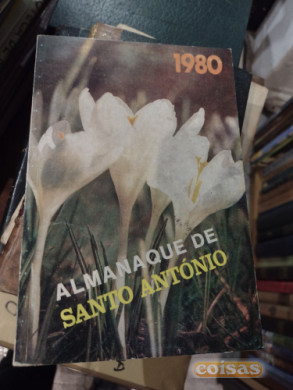 1980
ALMANAQUE DE
SANTO ANTÓNIO
coisas